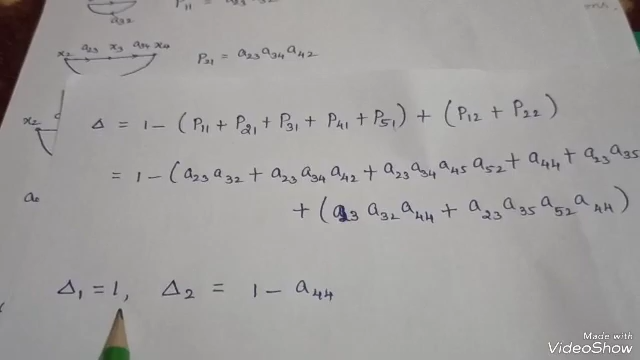 P₁₁ =
a₃₂
x₂ a₂₃ x₃ a₃₄ x₄
P₂₁ = a₂₃ a₃₄ a₄₂
x₂
Δ = 1 - (P₁₁ + P₂₁ + P₃₁ + P₄₁ + P₅₁) + (P₁₂ + P₂₂)
= 1 - (a₂₃ a₃₂ + a₂₃ a₃₄ a₄₂ + a₂₃ a₃₄ a₄₅ a₅₂ + a₄₄ + a₂₃ a₃₅
+ (a₂₃ a₃₂ a₄₄ + a₂₃ a₃₅ a₅₂ a₄₄)
Δ₁ = 1, Δ₂ = 1 - a₄₄
Made with
VideoShow